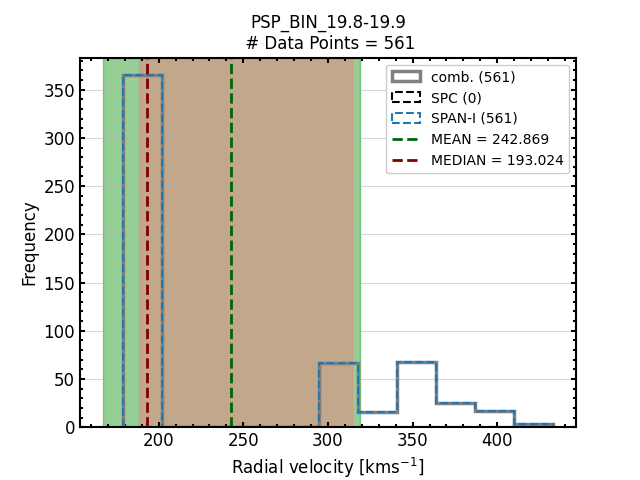 PSP_BIN_19.8-19.9
# Data Points = 561
comb. (561)
SPC (0)
SPAN-I (561)
MEAN = 242.869
MEDIAN = 193.024
Frequency
350
300
250
200
150
100
50
0
200 250 300 350 400
Radial velocity [kms⁻¹]